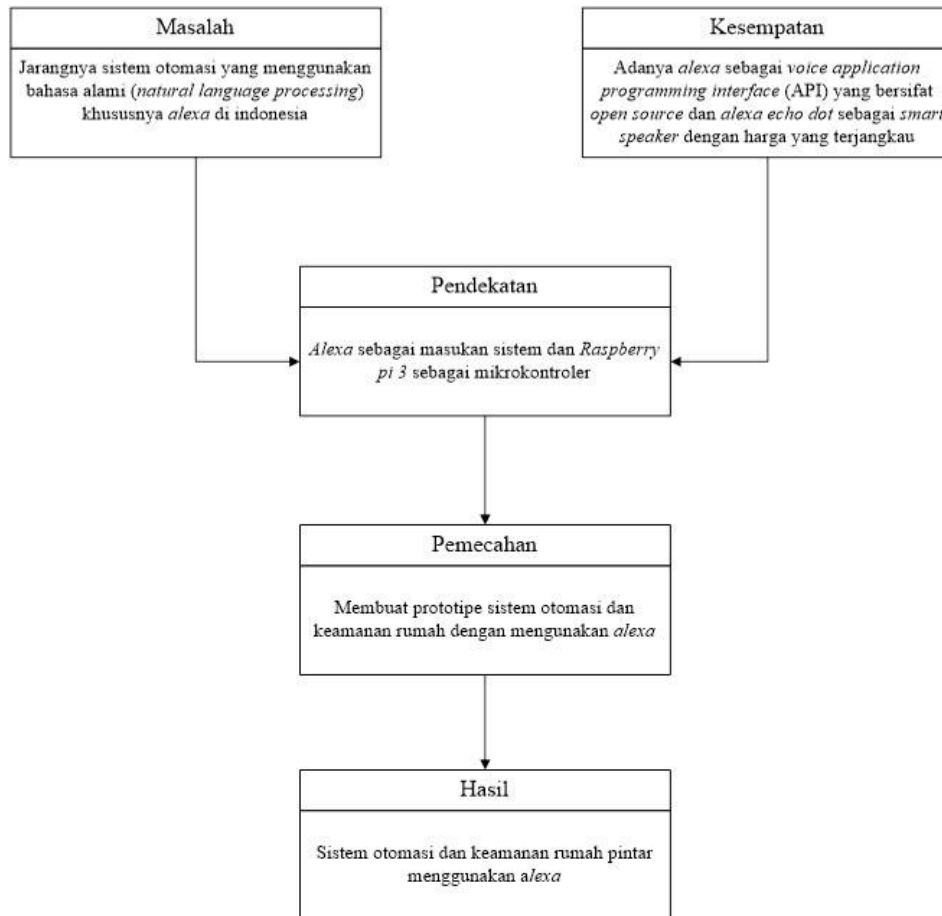 Masalah
Jarangnya sistem otomasi yang menggunakan
bahasa alami (natural language processing)
khususnya alexa di indonesia
Kesempatan
Adanya alexa sebagai voice application
programming interface (API) yang bersifat
open source dan alexa echo dot sebagai smart
speaker dengan harga yang terjangkau
Pendekatan
Alexa sebagai masukan sistem dan Raspberry
pi 3 sebagai mikrokontroler
Pemecahan
Membuat prototipe sistem otomasi dan
keamanan rumah dengan mengunakan alexa
Hasil
Sistem otomasi dan keamanan rumah pintar
menggunakan alexa